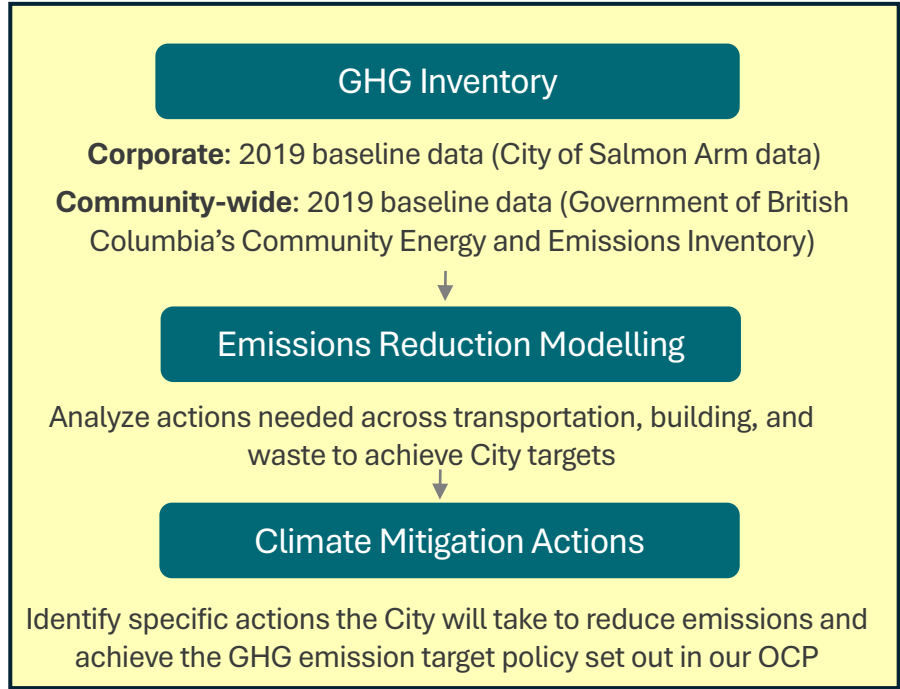 GHG Inventory
Corporate: 2019 baseline data (City of Salmon Arm data)
Community-wide: 2019 baseline data (Government of British
Columbia's Community Energy and Emissions Inventory)
Emissions Reduction Modelling
Analyze actions needed across transportation, building, and
waste to achieve City targets
Climate Mitigation Actions
Identify specific actions the City will take to reduce emissions and
achieve the GHG emission target policy set out in our OCP